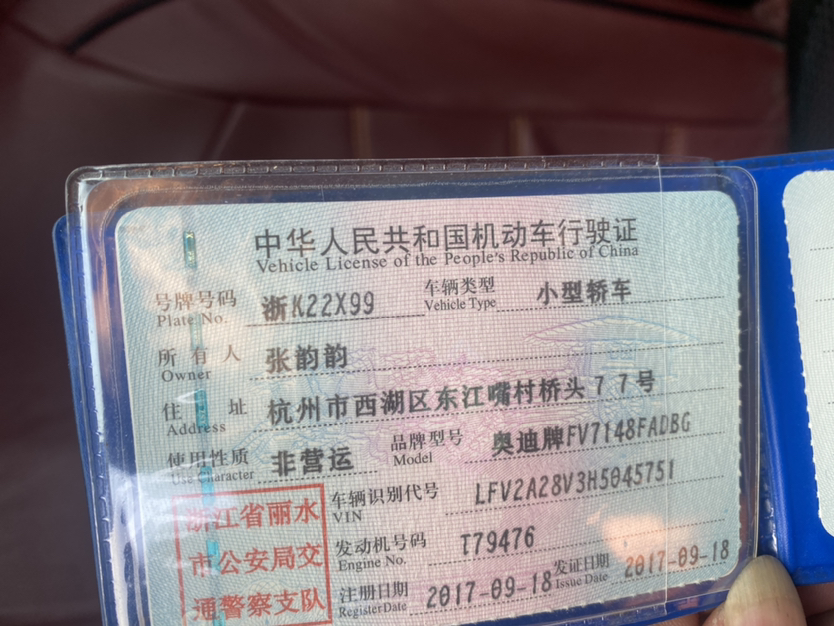 中华人民共和国机动车行驶证
Vehicle License of the People's Republic of China
号牌号码 浙K22X99 车辆类型 小型轿车
Plate No. Vehicle Type
所有人 张韵韵
Owner
住址 杭州市西湖区东江嘴村桥头77号
Address
使用性质 非营运 品牌型号 奥迪牌FV7148FADBG
Use Character Model
浙江省丽水 车辆识别代号 LFV2A28V3H5045751
VIN
市公安局交 发动机号码 T79476
Engine No.
通警察支队 注册日期 2017-09-18 发证日期 2017-09-18
Register Date Issue Date